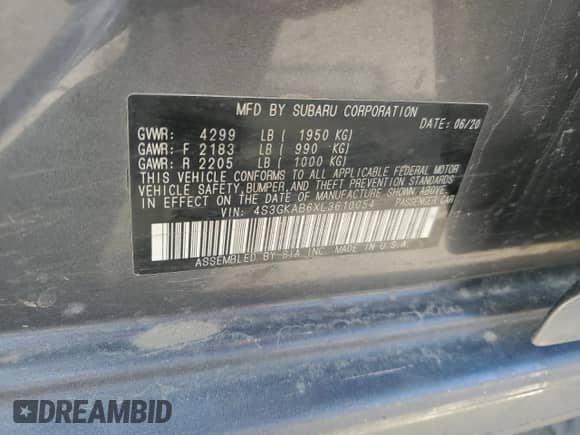 MFD BY SUBARU CORPORATION
DATE: 06/20
GVWR: 4299 LB ( 1950 KG)
GAWR: F 2183 LB ( 990 KG)
GAWR: R 2205 LB ( 1000 KG)
THIS VEHICLE CONFORMS TO ALL APPLICABLE FEDERAL MOTOR
VEHICLE SAFETY, BUMPER, AND THEFT PREVENTION STANDARDS
IN EFFECT ON THE DATE OF MANUFACTURE SHOWN ABOVE.
VIN: 4S3GKAB6XL3610054 PASSENGER CAR
ASSEMBLED BY SIA, INC. MADE IN U.S.A.
DREAMBID